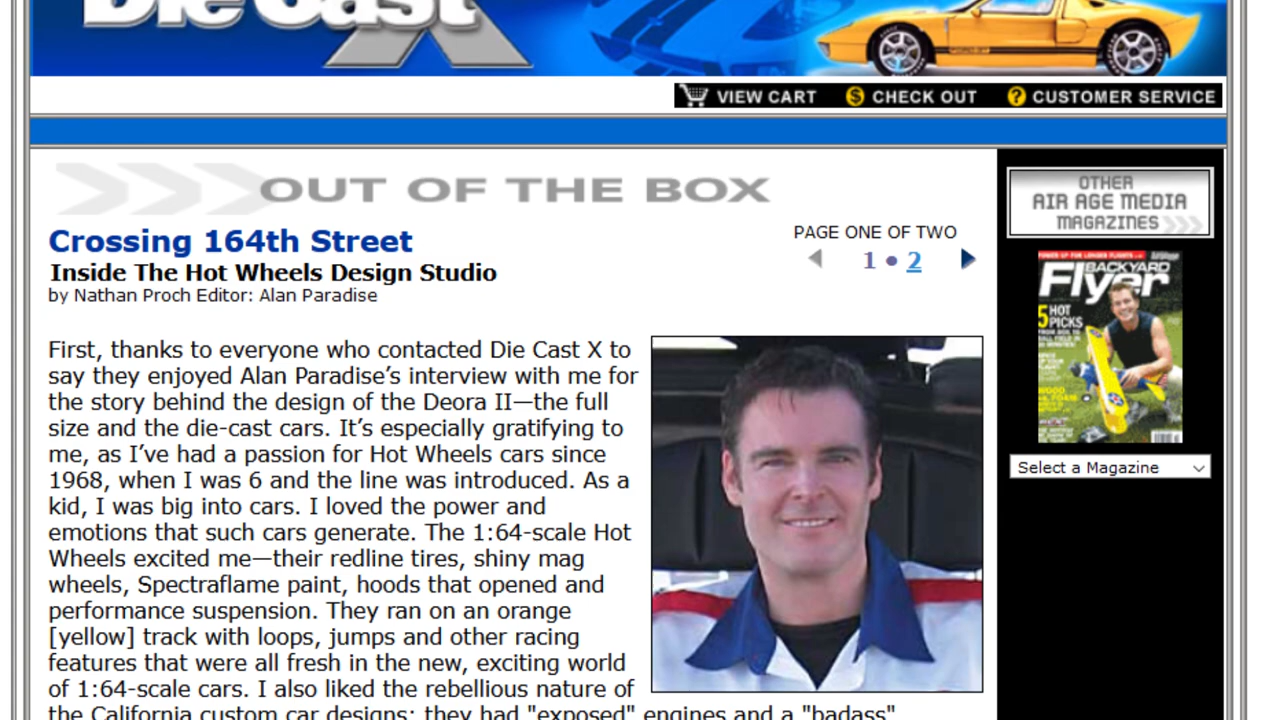 Die Cast
X
VIEW CART
CHECK OUT
CUSTOMER SERVICE
OUT OF THE BOX
Crossing 164th Street
Inside The Hot Wheels Design Studio
by Nathan Proch Editor: Alan Paradise
PAGE ONE OF TWO
1 • 2
First, thanks to everyone who contacted Die Cast X to
say they enjoyed Alan Paradise’s interview with me for
the story behind the design of the Deora II—the full
size and the die-cast cars. It’s especially gratifying to
me, as I’ve had a passion for Hot Wheels cars since
1968, when I was 6 and the line was introduced. As a
kid, I was big into cars. I loved the power and
emotions that such cars generate. The 1:64-scale Hot
Wheels excited me—their redline tires, shiny mag
wheels, Spectraflame paint, hoods that opened and
performance suspension. They ran on an orange
[yellow] track with loops, jumps and other racing
features that were all fresh in the new, exciting world
of 1:64-scale cars. I also liked the rebellious nature of
the California custom car designs; they had "exposed" engines and a "badass"
OTHER
AIR AGE MEDIA
MAGAZINES
BACKYARD
Flyer
5 HOT
PICKS
Select a Magazine